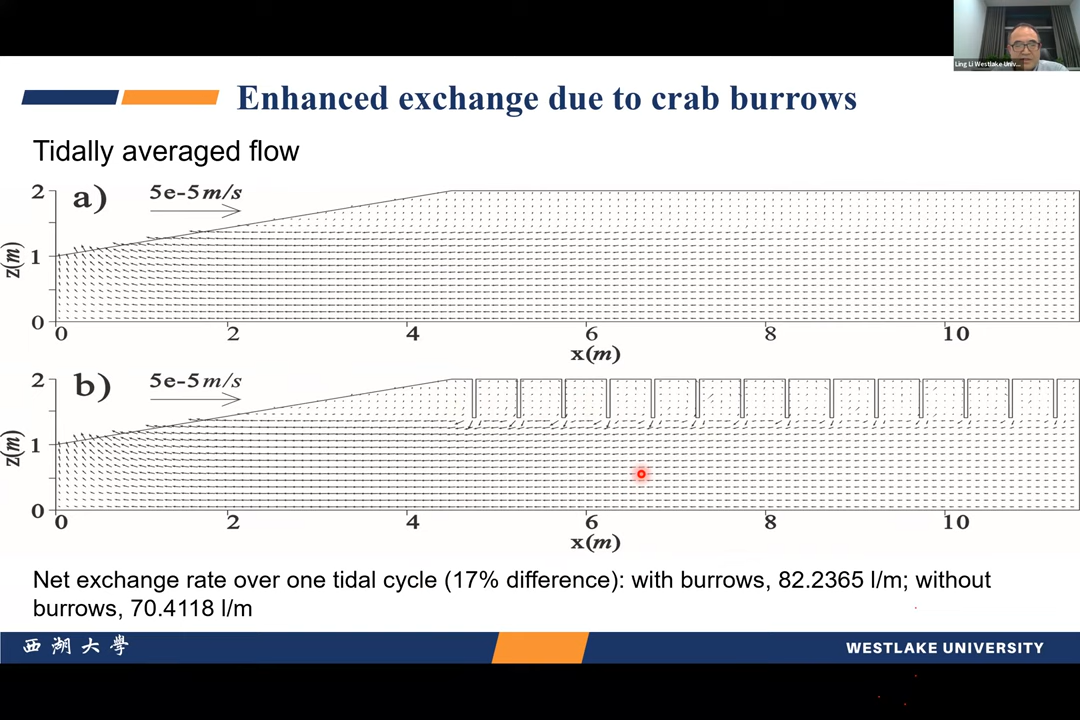 Ling Li Westlake Univ...
Enhanced exchange due to crab burrows
Tidally averaged flow
a)
5e-5m/s
2
1
0
z(m)
0 2 4 6 8 10
x(m)
b)
5e-5m/s
2
1
0
z(m)
0 2 4 6 8 10
x(m)
Net exchange rate over one tidal cycle (17% difference): with burrows, 82.2365 l/m; without
burrows, 70.4118 l/m
西湖大學
WESTLAKE UNIVERSITY